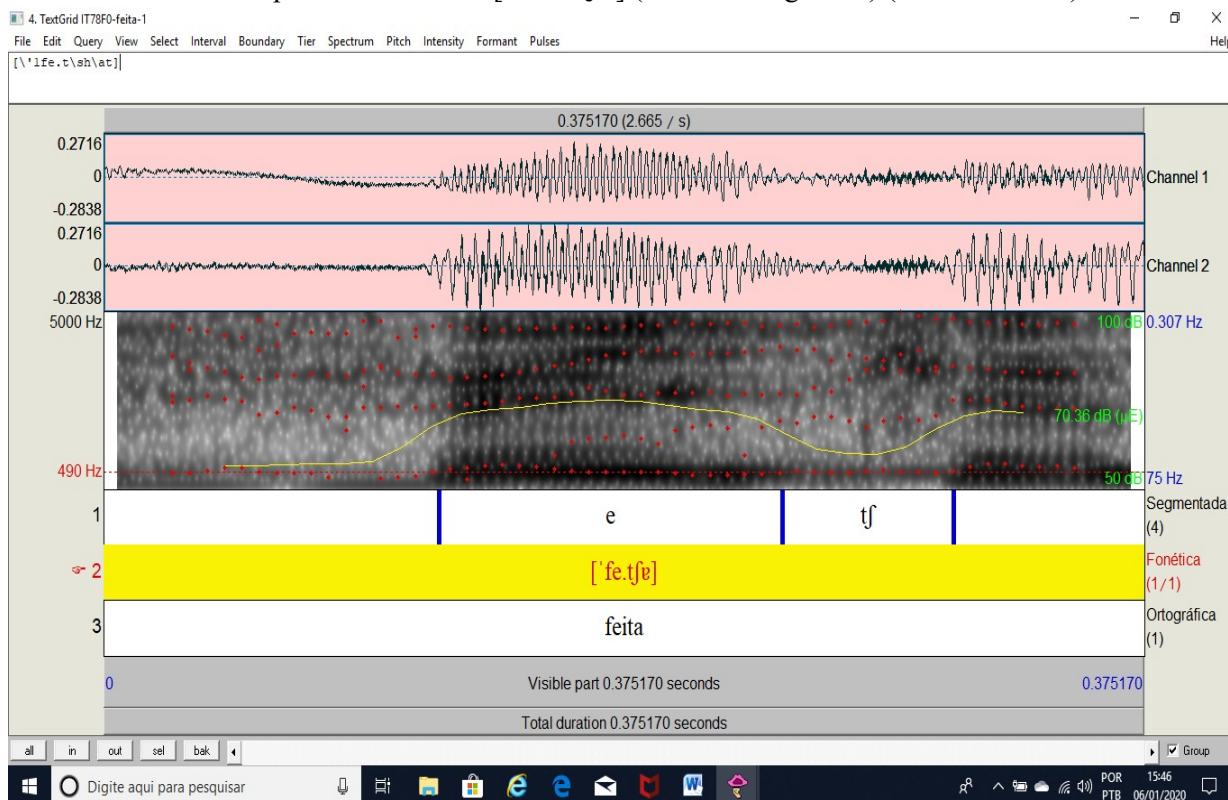 4. TextGrid IT78F0-feita-1
File Edit Query View Select Interval Boundary Tier Spectrum Pitch Intensity Formant Pulses Help
[\'1fe.t\sh\at]
0.375170 (2.665 / s)
0.2716
0
-0.2838
Channel 1
0.2716
0
-0.2838
Channel 2
5000 Hz
100 dB
0.307 Hz
70.36 dB (µE)
490 Hz
50 dB
75 Hz
1
e
tʃ
Segmentada
(4)
2
[ˈfe.tʃɐ]
Fonética
(1/1)
3
feita
Ortográfica
(1)
0
Visible part 0.375170 seconds
0.375170
Total duration 0.375170 seconds
all in out sel bak
Group
Digite aqui para pesquisar
POR
PTB
15:46
06/01/2020